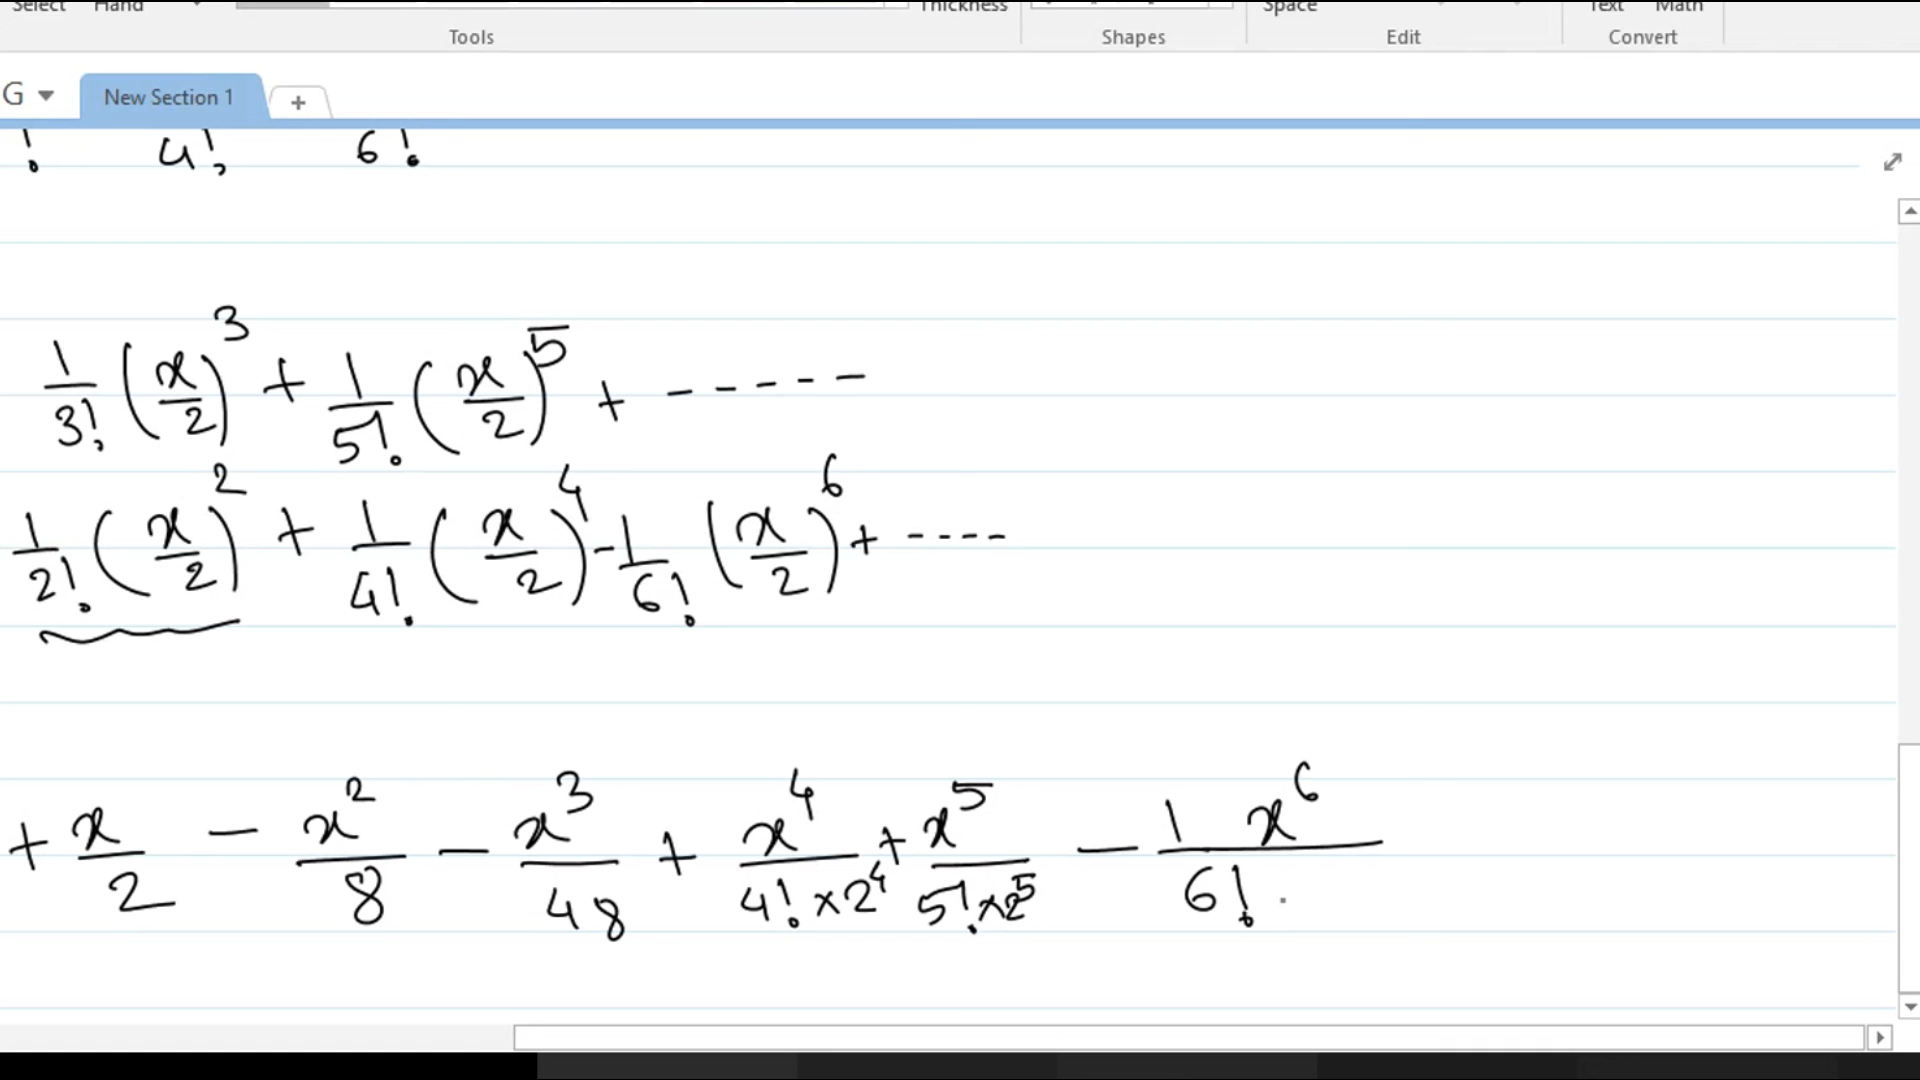 Select Hand Thickness Space Text Math
Tools Shapes Edit Convert
G New Section 1 +
! 4! 6!
1/3! (x/2)^3 + 1/5! (x/2)^5 + -----
1/2! (x/2)^2 + 1/4! (x/2)^4 - 1/6! (x/2)^6 + ----
+ x/2 - x^2/8 - x^3/48 + x^4/(4! × 2^4) + x^5/(5! × 2^5) - 1 x^6/6!